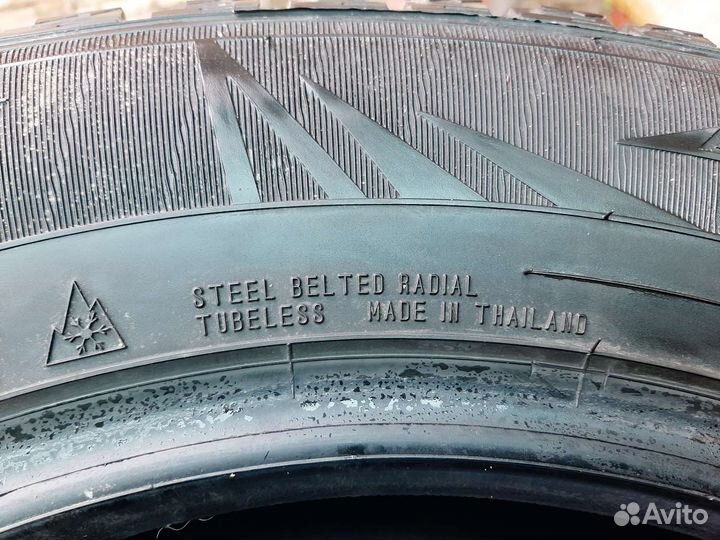 STEEL BELTED RADIAL
TUBELESS MADE IN THAILAND
Avito